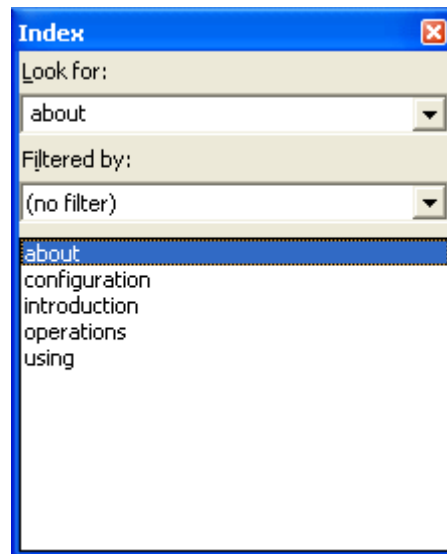 Index
Look for:
about
Filtered by:
(no filter)
about
configuration
introduction
operations
using